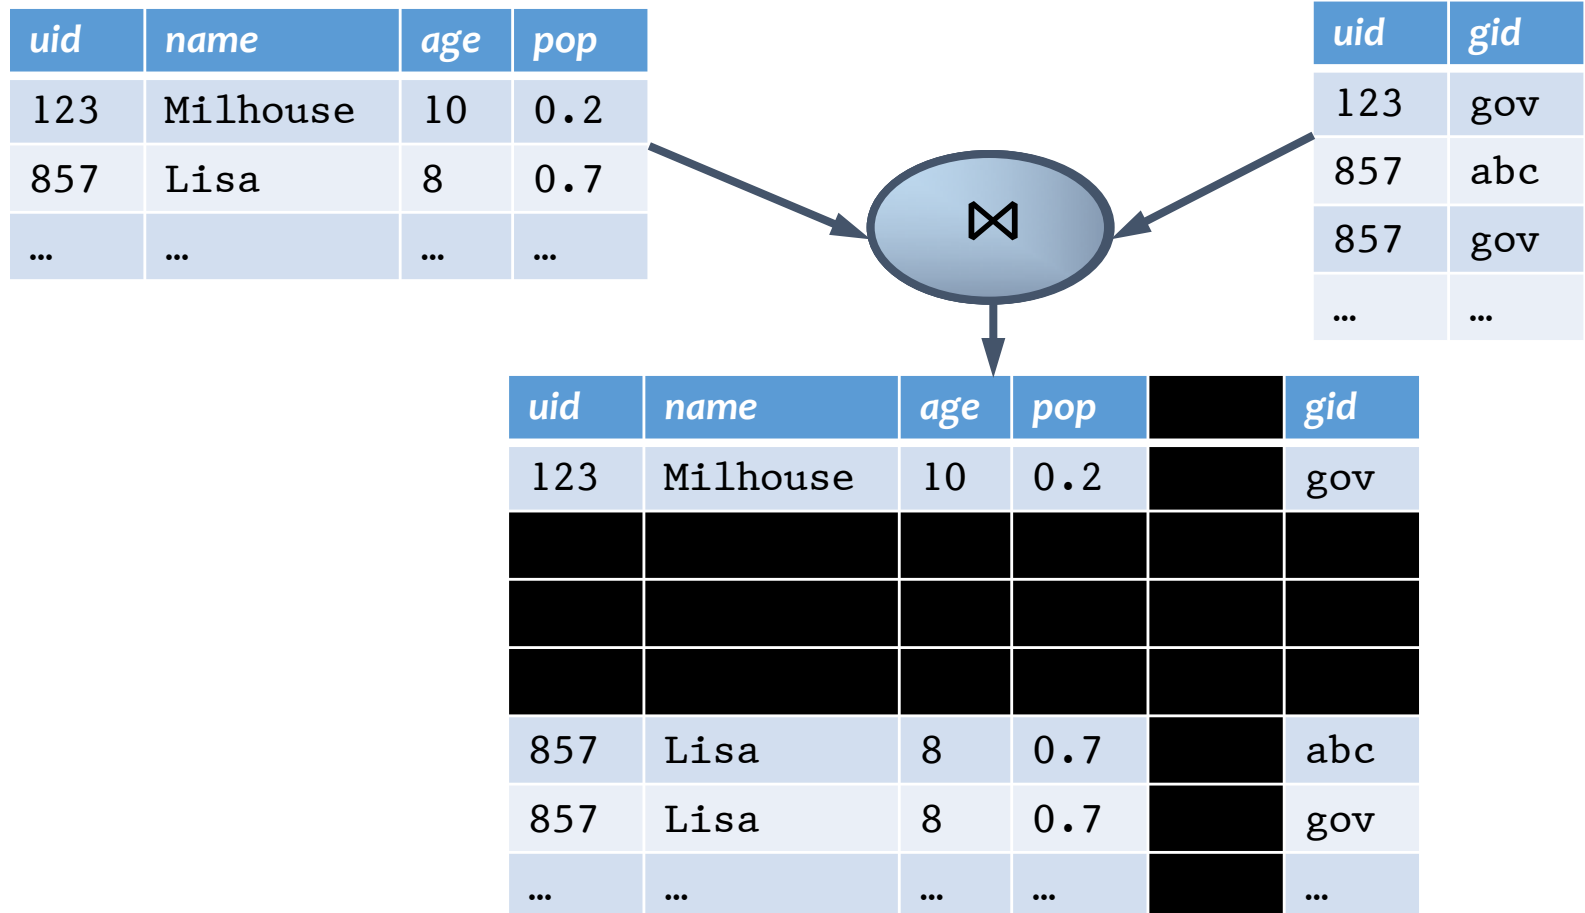 uid name age pop
123 Milhouse 10 0.2
857 Lisa 8 0.7
... ... ... ...
uid gid
123 gov
857 abc
857 gov
... ...
⋈
uid name age pop gid
123 Milhouse 10 0.2 gov
857 Lisa 8 0.7 abc
857 Lisa 8 0.7 gov
... ... ... ... ...